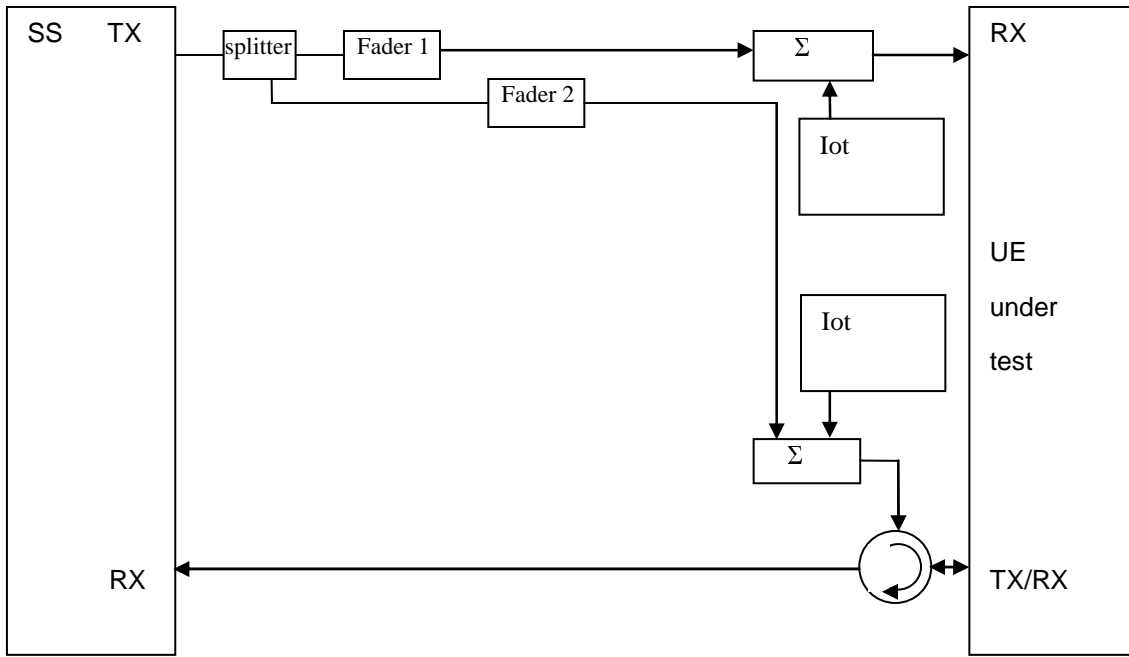 SS TX
splitter
Fader 1
Σ
RX
Fader 2
Iot
UE
under
test
Iot
Σ
RX
TX/RX